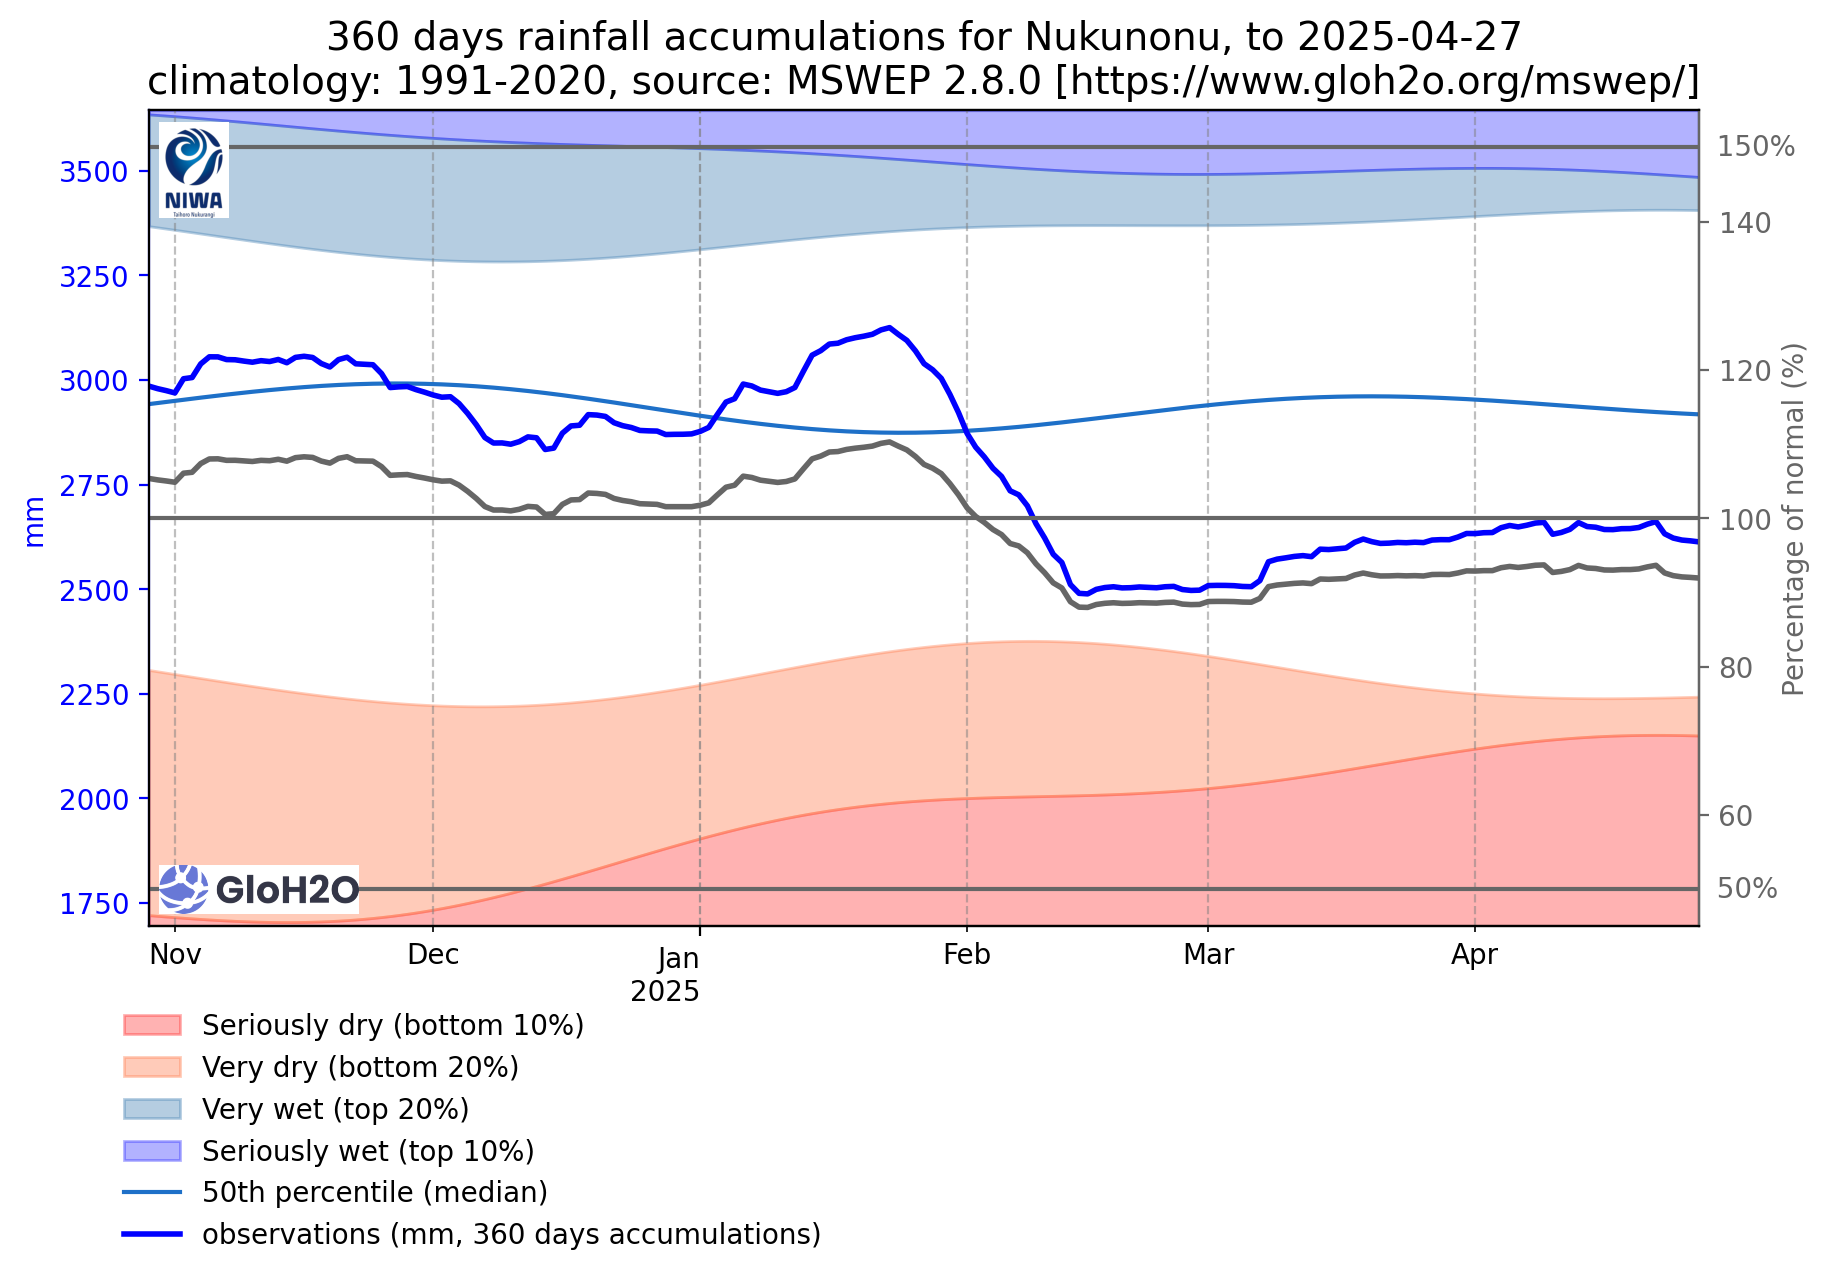 360 days rainfall accumulations for Nukunonu, to 2025-04-27
climatology: 1991-2020, source: MSWEP 2.8.0 [https://www.gloh2o.org/mswep/]
NIWA
Taihoro Nukurangi
3500
3250
3000
2750
2500
2250
2000
1750
mm
150%
140
120
100
80
60
50%
Percentage of normal (%)
GloH2O
Nov
Dec
Jan
2025
Feb
Mar
Apr
Seriously dry (bottom 10%)
Very dry (bottom 20%)
Very wet (top 20%)
Seriously wet (top 10%)
50th percentile (median)
observations (mm, 360 days accumulations)